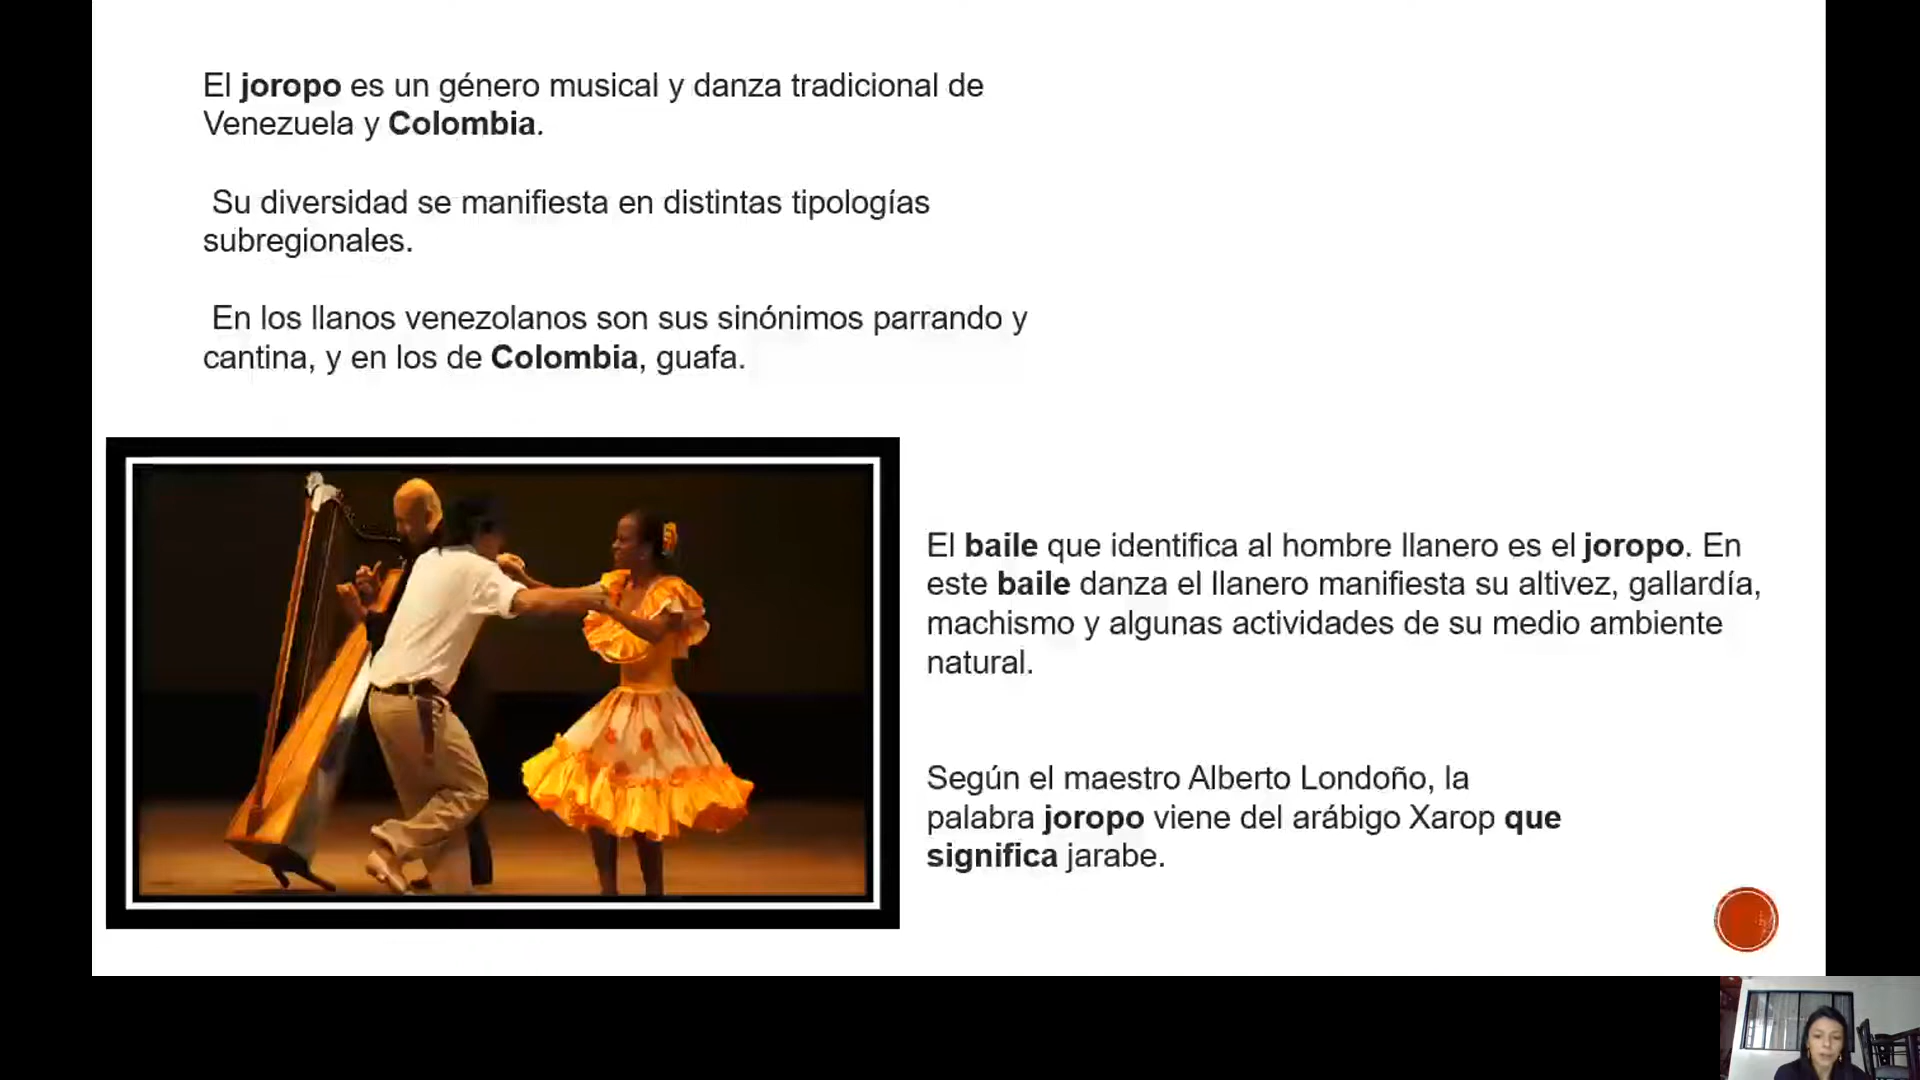 El joropo es un género musical y danza tradicional de
Venezuela y Colombia.
Su diversidad se manifiesta en distintas tipologías
subregionales.
En los llanos venezolanos son sus sinónimos parrando y
cantina, y en los de Colombia, guafa.
El baile que identifica al hombre llanero es el joropo. En
este baile danza el llanero manifiesta su altivez, gallardía,
machismo y algunas actividades de su medio ambiente
natural.
Según el maestro Alberto Londoño, la
palabra joropo viene del arábigo Xarop que
significa jarabe.